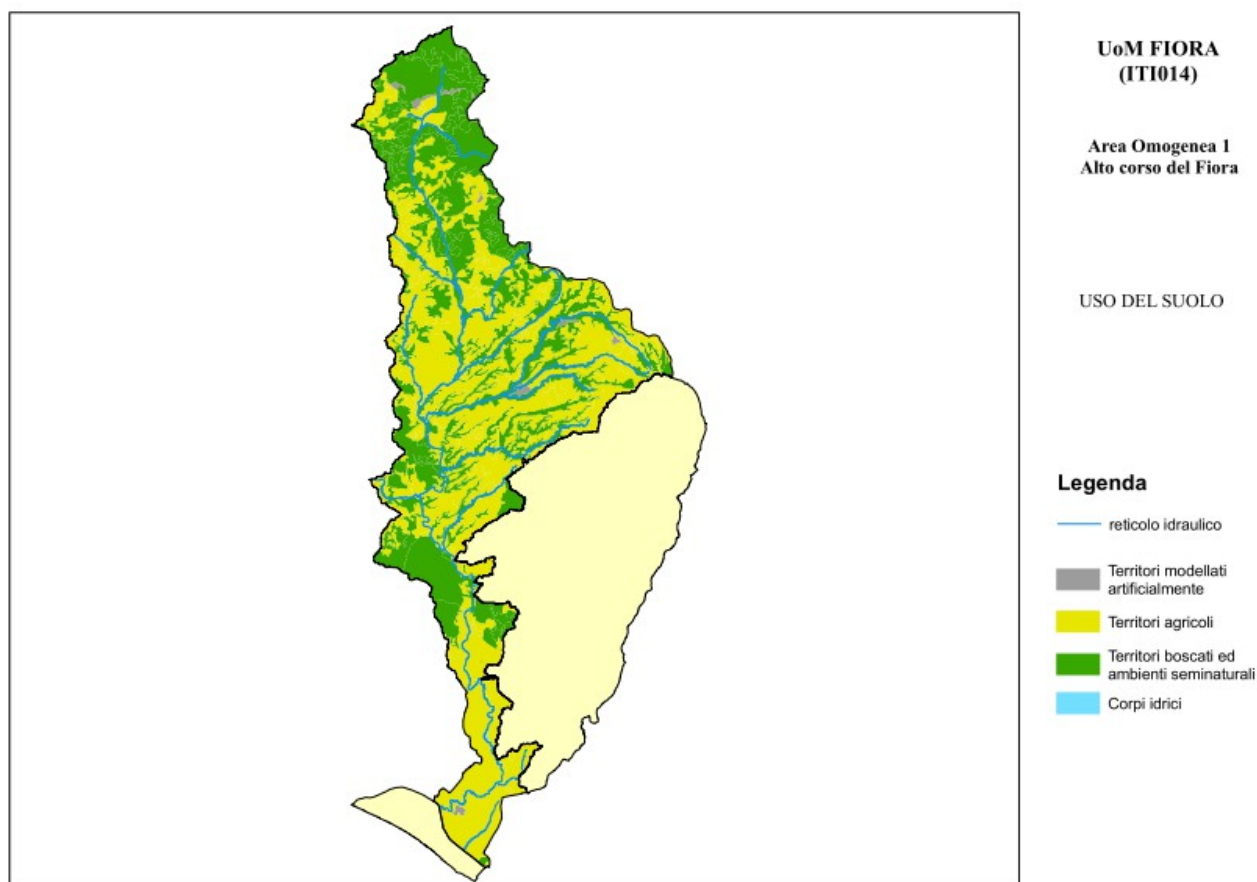 UoM FIORA
(ITI014)
Area Omogenea 1
Alto corso del Fiora
USO DEL SUOLO
Legenda
reticolo idraulico
Territori modellati
artificialmente
Territori agricoli
Territori boscati ed
ambienti seminaturali
Corpi idrici